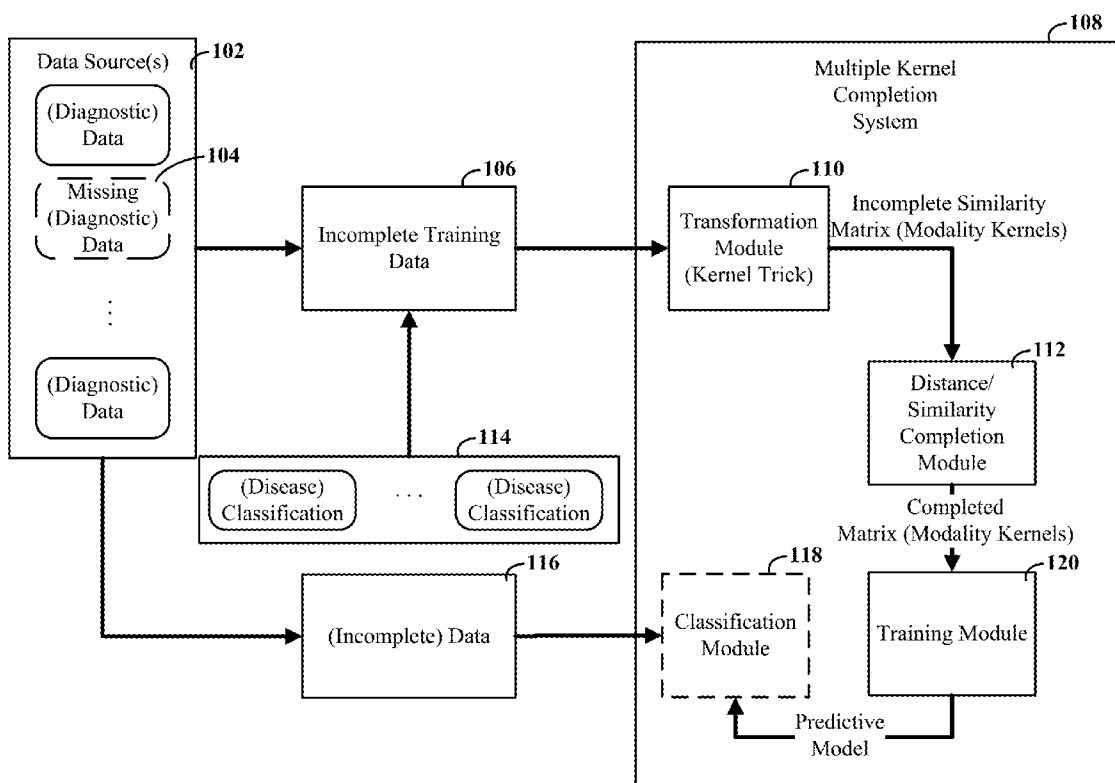 102
108
Data Source(s)
(Diagnostic)
Data
104
Missing
(Diagnostic)
Data
. . .
(Diagnostic)
Data
106
Incomplete Training
Data
Multiple Kernel
Completion
System
110
Transformation
Module
(Kernel Trick)
Incomplete Similarity
Matrix (Modality Kernels)
112
Distance/
Similarity
Completion
Module
114
(Disease)
Classification
. . .
(Disease)
Classification
Completed
Matrix (Modality Kernels)
116
(Incomplete) Data
118
Classification
Module
120
Training Module
Predictive
Model